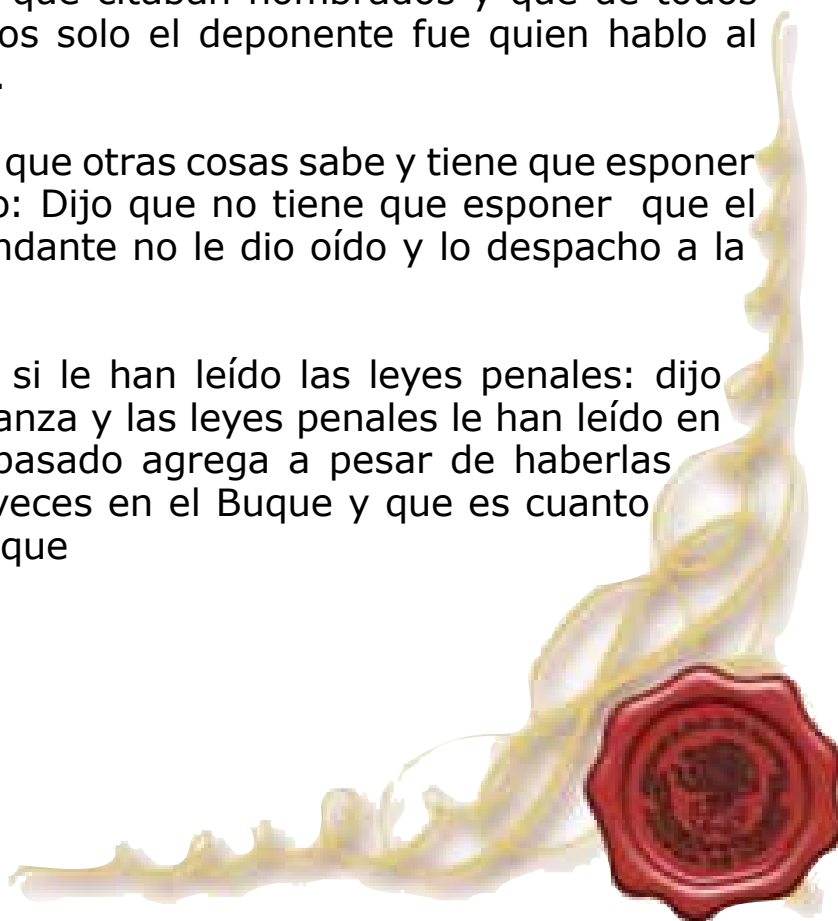 que citaban nombrados y que de todos
os solo el deponente fue quien hablo al
.
que otras cosas sabe y tiene que esponer
o: Dijo que no tiene que esponer que el
ndante no le dio oído y lo despacho a la
si le han leído las leyes penales: dijo
anza y las leyes penales le han leído en
pasado agrega a pesar de haberlas
veces en el Buque y que es cuanto
que